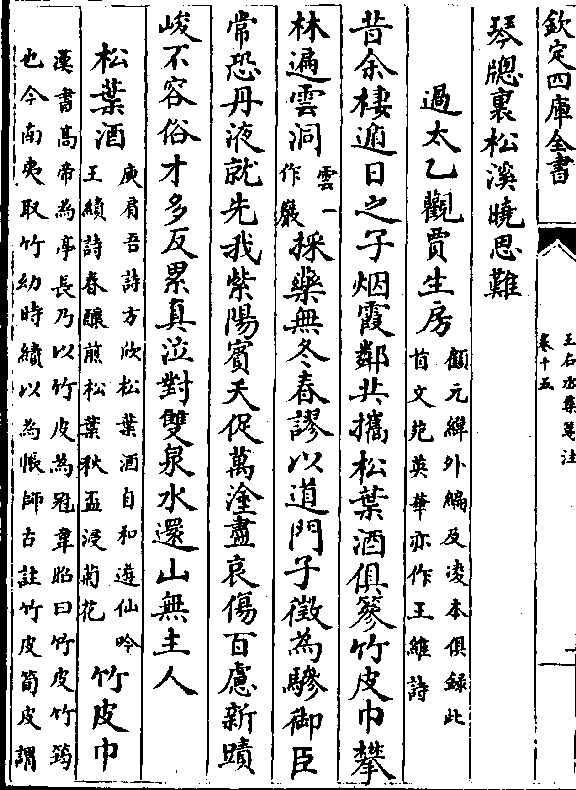 欽定四庫全書
王右丞集箋注
卷十五
琴牕裏松溪曉思難
過太乙觀賈生房
顧元緯外編及凌本俱録此
首文苑英華亦作王維詩
昔余棲遁日之子烟霞鄰共攜松葉酒俱簪竹皮巾攀
林遍雲洞
雲一
作巖
採藥無冬春謬以道門子徵為驂御臣
常恐丹液就先我紫陽賓夭促萬塗盡哀傷百慮新蹟
峻不容俗才多反累真泣對雙泉水還山無主人
松葉酒
庾肩吾詩方欣松葉酒自和遊仙吟
王績詩春釀煎松葉秋盃浸菊花
竹皮巾
漢書高帝為亭長乃以竹皮為冠韋昭曰竹皮竹筠
也今南夷取竹幼時績以為帳師古註竹皮筍皮謂